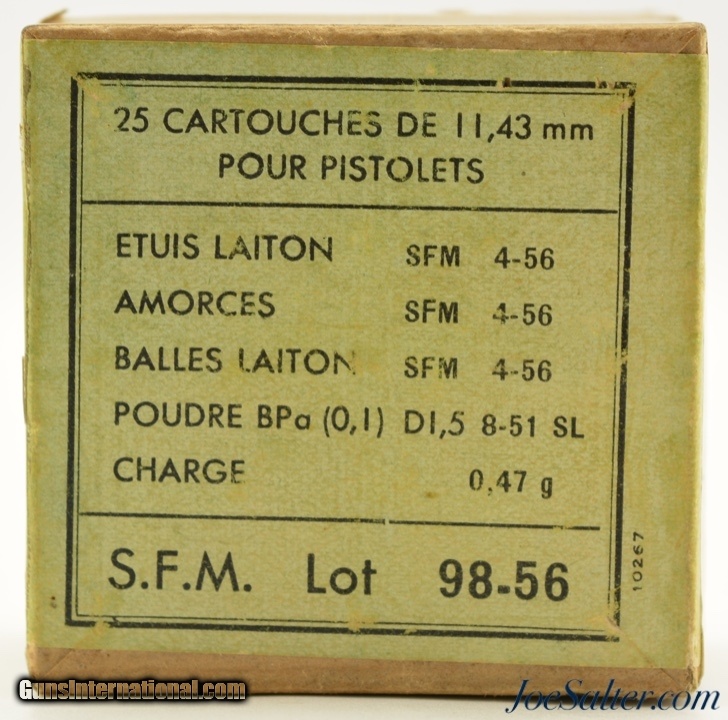 25 CARTOUCHES DE 11,43 mm
POUR PISTOLETS
ETUIS LAITON SFM 4-56
AMORCES SFM 4-56
BALLES LAITON SFM 4-56
POUDRE BPa (0,1) D1,5 8-51 SL
CHARGE 0,47 g
S.F.M. Lot 98-56
10267
GunsInternational.com
JoeSalter.com